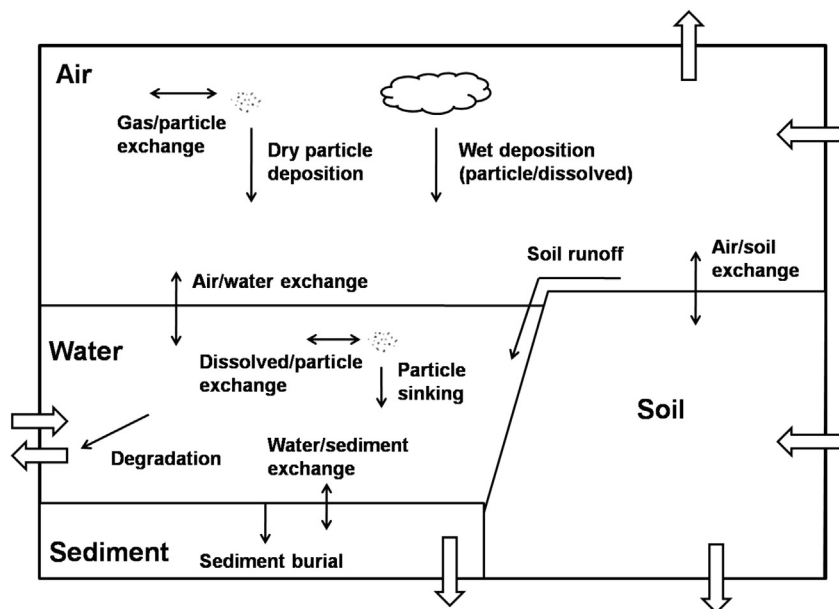 Air
Gas/particle
exchange
Dry particle
deposition
Wet deposition
(particle/dissolved)
Soil runoff
Air/soil
exchange
Air/water exchange
Water
Dissolved/particle
exchange
Particle
sinking
Soil
Degradation
Water/sediment
exchange
Sediment
Sediment burial